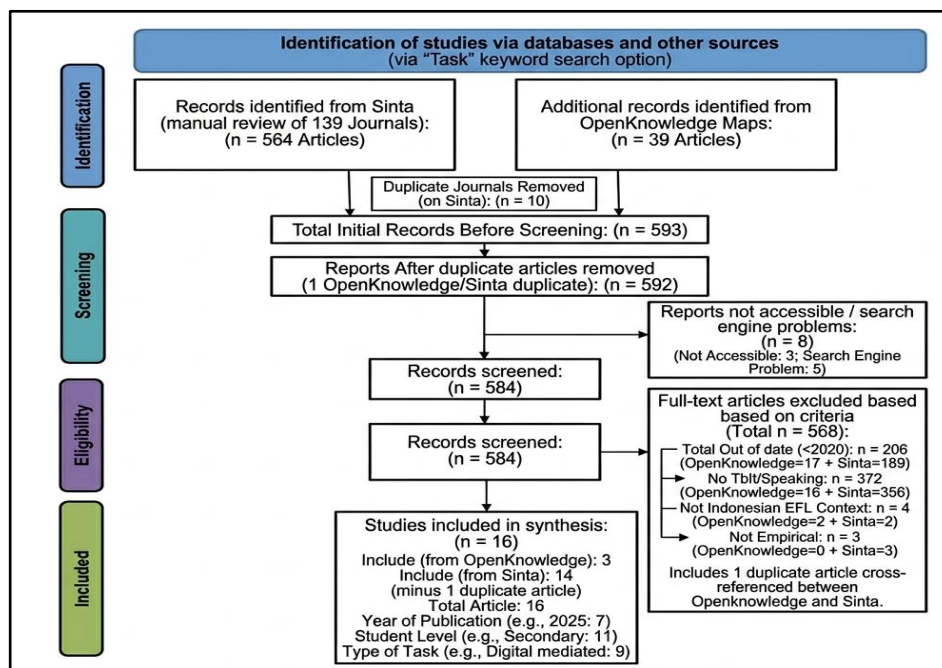 Identification of studies via databases and other sources
(via “Task” keyword search option)
Identification
Records identified from Sinta
(manual review of 139 Journals):
(n = 564 Articles)
Additional records identified from
OpenKnowledge Maps:
(n = 39 Articles)
Duplicate Journals Removed
(on Sinta): (n = 10)
Screening
Total Initial Records Before Screening: (n = 593)
Reports After duplicate articles removed
(1 OpenKnowledge/Sinta duplicate): (n = 592)
Reports not accessible / search
engine problems:
(n = 8)
(Not Accessible: 3; Search Engine
Problem: 5)
Records screened:
(n = 584)
Eligibility
Records screened:
(n = 584)
Full-text articles excluded based
based on criteria
(Total n = 568):
Total Out of date (<2020): n = 206
(OpenKnowledge=17 + Sinta=189)
No Tblt/Speaking: n = 372
(OpenKnowledge=16 + Sinta=356)
Not Indonesian EFL Context: n = 4
(OpenKnowledge=2 + Sinta=2)
Not Empirical: n = 3
(OpenKnowledge=0 + Sinta=3)
Includes 1 duplicate article cross-
referenced between
Openknowledge and Sinta.
Included
Studies included in synthesis:
(n = 16)
Include (from OpenKnowledge): 3
Include (from Sinta): 14
(minus 1 duplicate article)
Total Article: 16
Year of Publication (e.g., 2025: 7)
Student Level (e.g., Secondary: 11)
Type of Task (e.g., Digital mediated: 9)